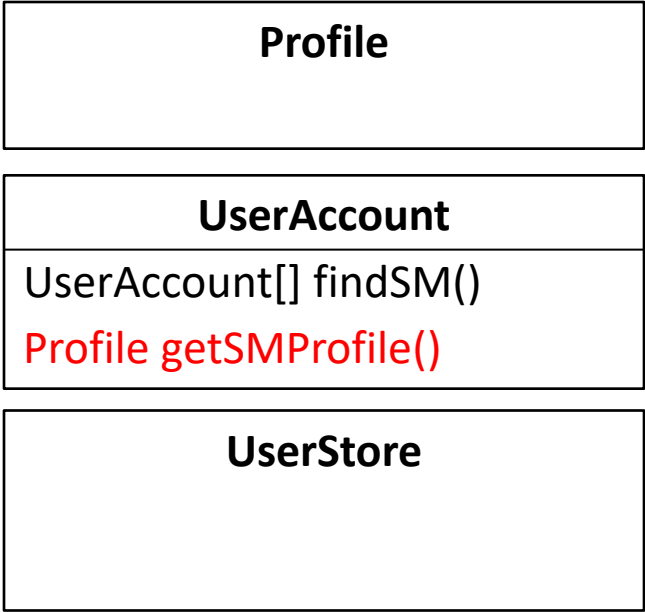 Profile
UserAccount
UserAccount[] findSM()
Profile getSMProfile()
UserStore